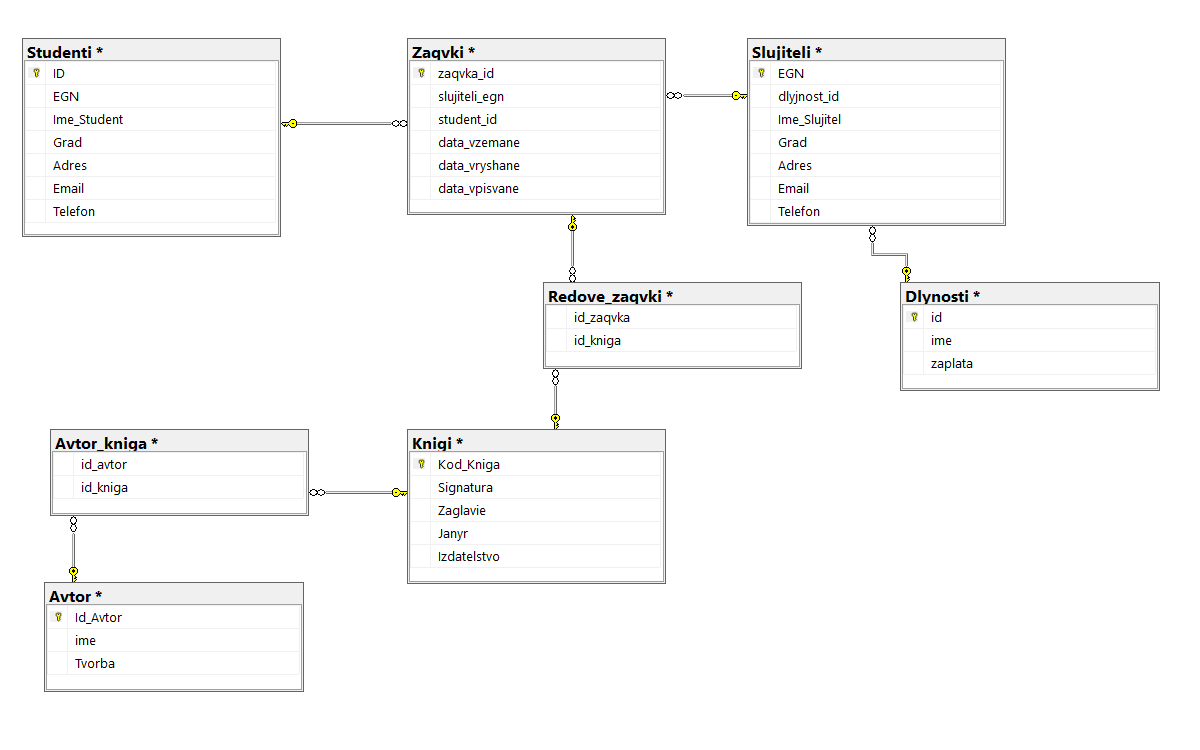 Studenti *
ID
EGN
Ime_Student
Grad
Adres
Email
Telefon
Zaqvki *
zaqvka_id
slujiteli_egn
student_id
data_vzemane
data_vryshane
data_vpisvane
Slujiteli *
EGN
dlyjnost_id
Ime_Slujitel
Grad
Adres
Email
Telefon
Redove_zaqvki *
id_zaqvka
id_kniga
Dlynosti *
id
ime
zaplata
Avtor_kniga *
id_avtor
id_kniga
Knigi *
Kod_Kniga
Signatura
Zaglavie
Janyr
Izdatelstvo
Avtor *
Id_Avtor
ime
Tvorba